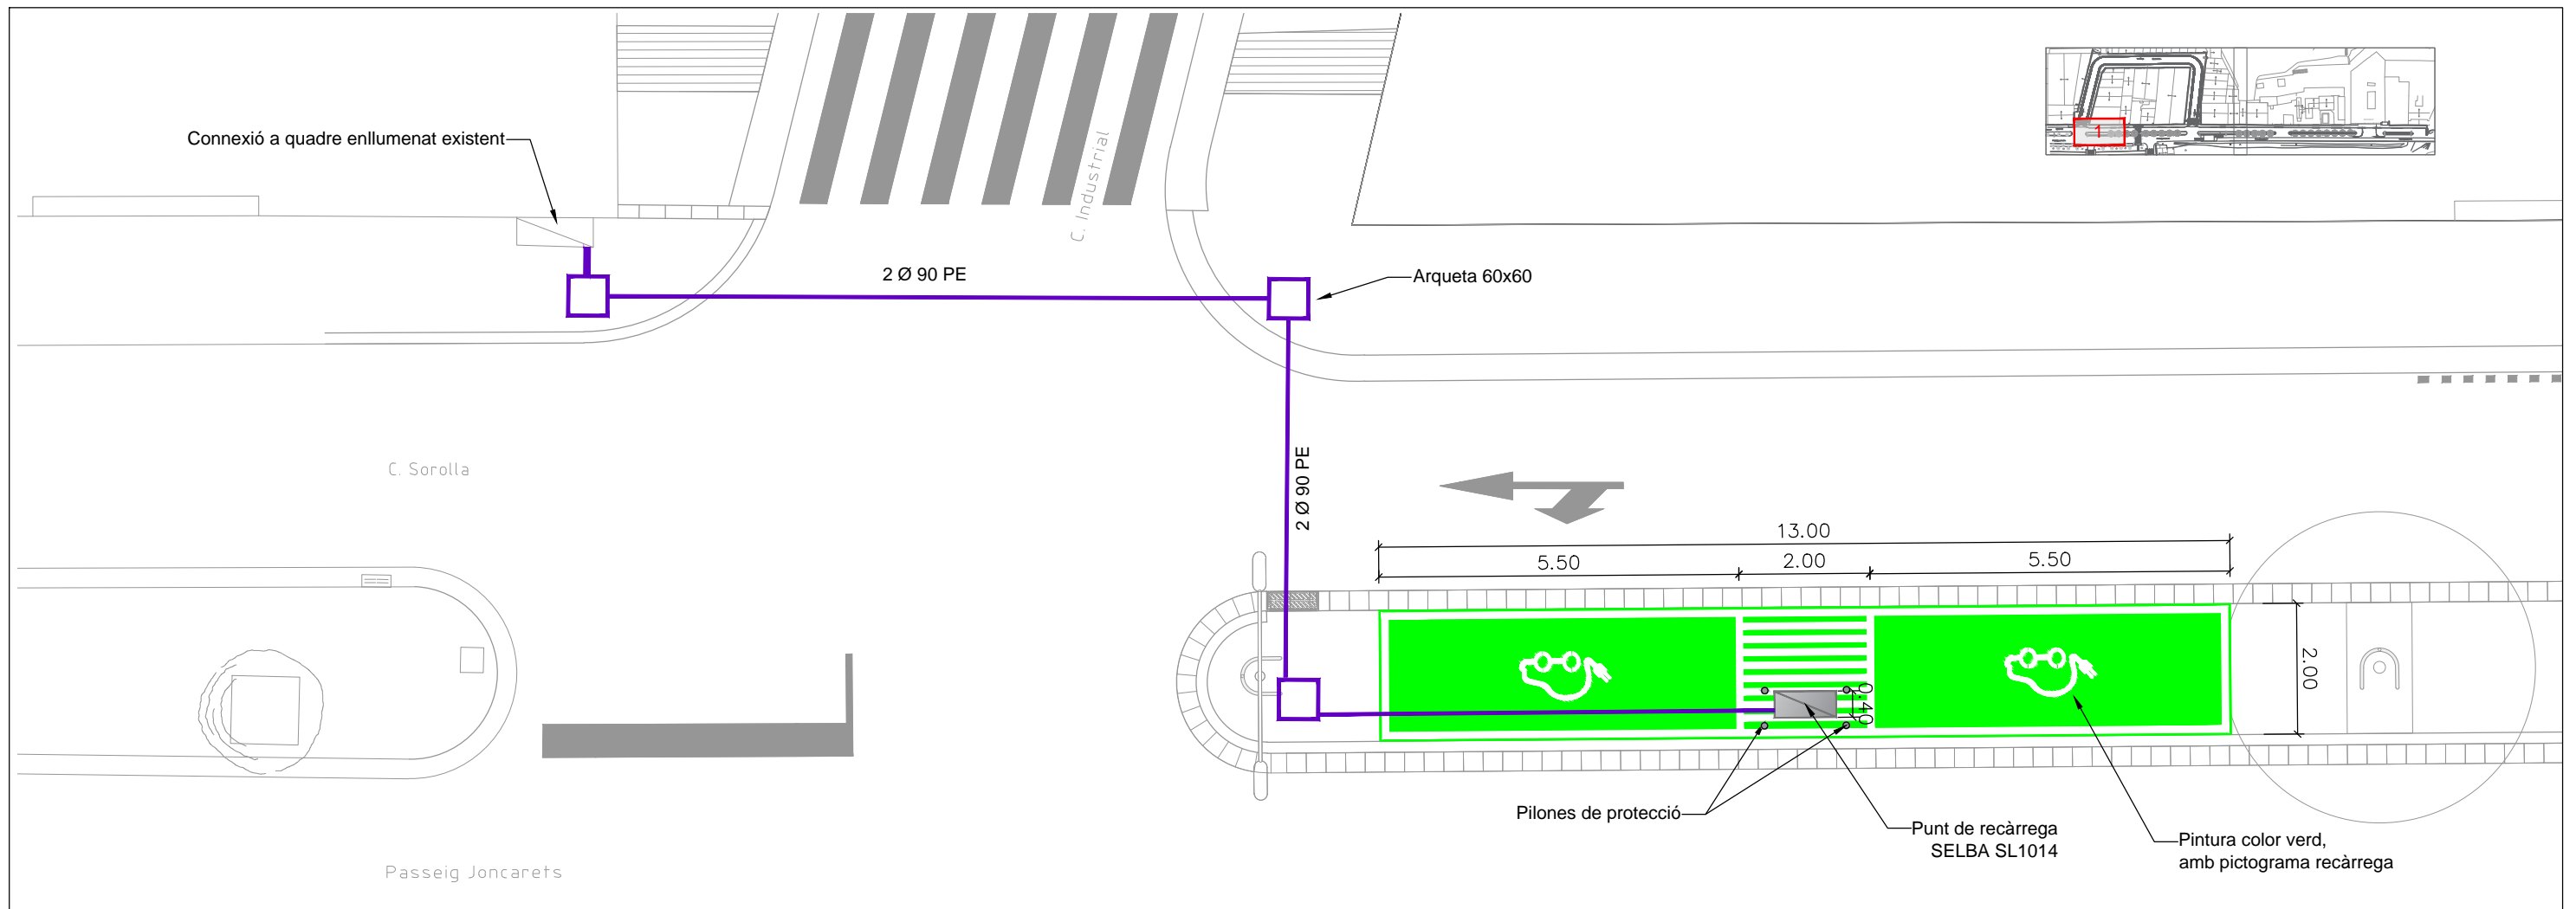 Connexió a quadre enllumenat existent
C. Industrial
1
2 Ø 90 PE
Arqueta 60x60
C. Sorolla
2 Ø 90 PE
13.00
5.50
2.00
5.50
2.00
0.40
Pilones de protecció
Punt de recàrrega
SELBA SL1014
Pintura color verd,
amb pictograma recàrrega
Passeig Joncarets